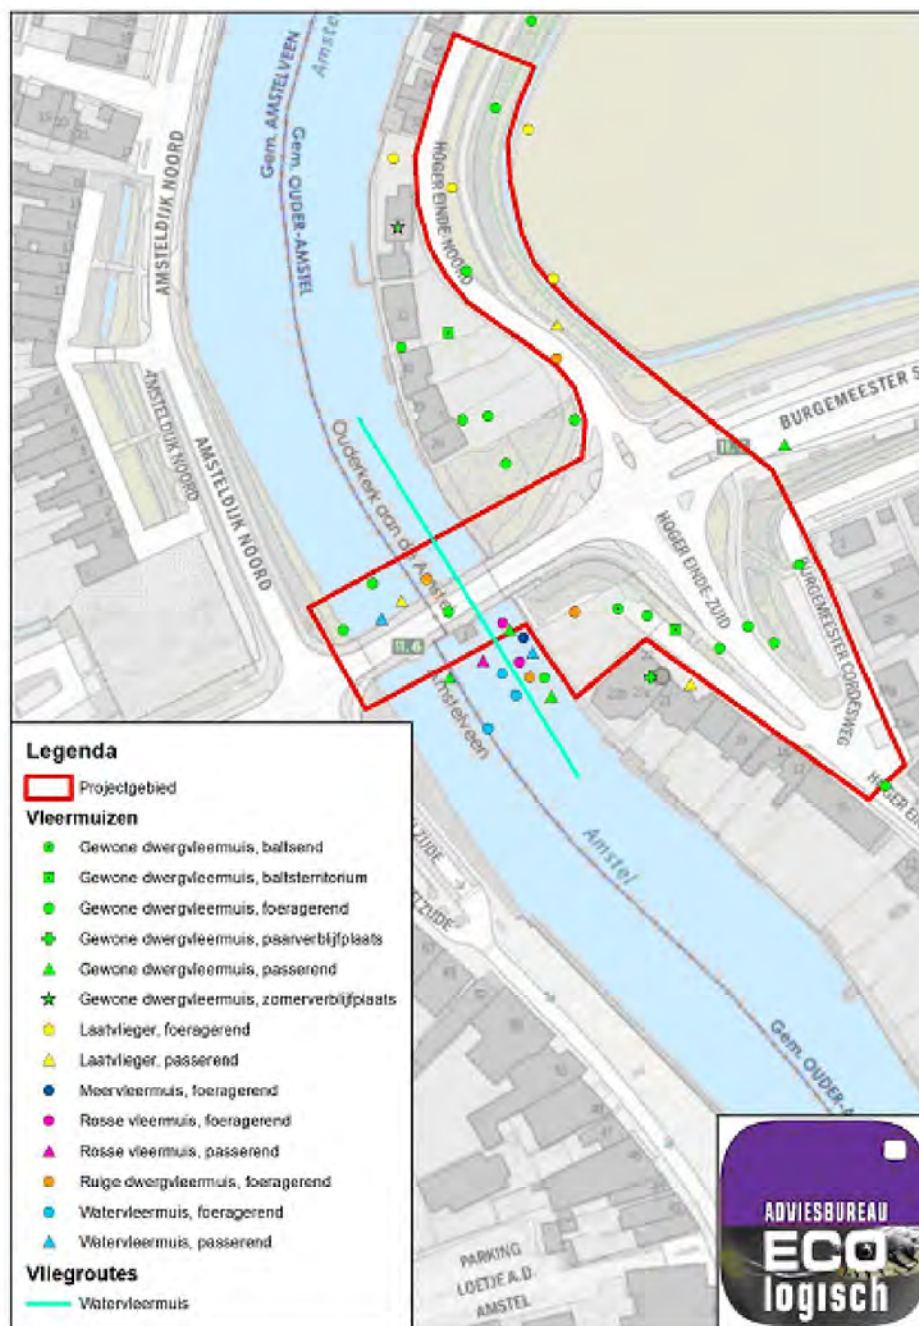 Gem. AMSTELVEEN
Gem. OUDER-AMSTEL
Amstel
AMSTELDIJK NOORD
HOGER EINDE-NOORD
AMSTELDIJK NOORD
AMSTELDIJK NOORD
BURGEMEESTER S
Ouderkerk aan de Amstel
HOGER EINDE-ZUID
BURGEMEESTER CORDESWEG
Amstelveen
HOGER EIN
Amstel
Gem. OUDER-A
PARKING
LOETJE A.D.
AMSTEL
Legenda
Projectgebied
Vleermuizen
Gewone dwergvleermuis, baltsend
Gewone dwergvleermuis, baltsterritorium
Gewone dwergvleermuis, foeragerend
Gewone dwergvleermuis, paarverblijfplaats
Gewone dwergvleermuis, passerend
Gewone dwergvleermuis, zomerverblijfplaats
Laatvlieger, foeragerend
Laatvlieger, passerend
Meervleermuis, foeragerend
Rosse vleermuis, foeragerend
Rosse vleermuis, passerend
Ruige dwergvleermuis, foeragerend
Watervleermuis, foeragerend
Watervleermuis, passerend
Vliegroutes
Watervleermuis
ADVIESBUREAU
ECO
logisch